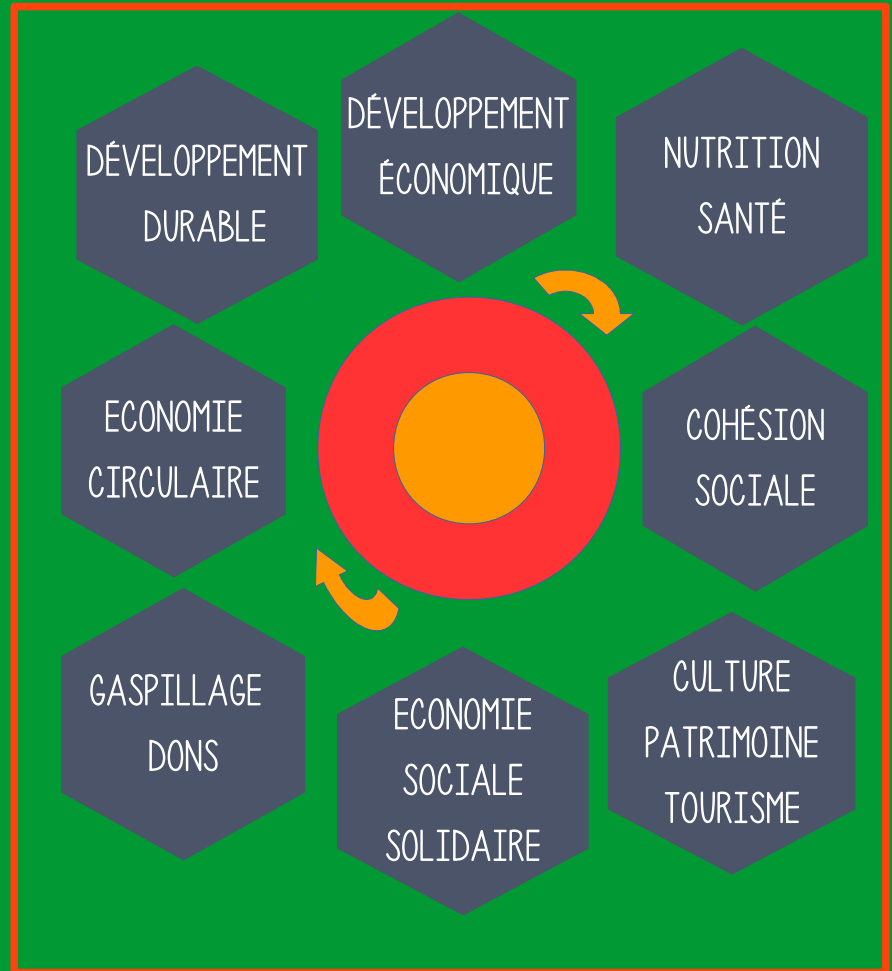 DÉVELOPPEMENT
DURABLE
DÉVELOPPEMENT
ÉCONOMIQUE
NUTRITION
SANTÉ
ECONOMIE
CIRCULAIRE
COHÉSION
SOCIALE
GASPILLAGE
DONS
ECONOMIE
SOCIALE
SOLIDAIRE
CULTURE
PATRIMOINE
TOURISME